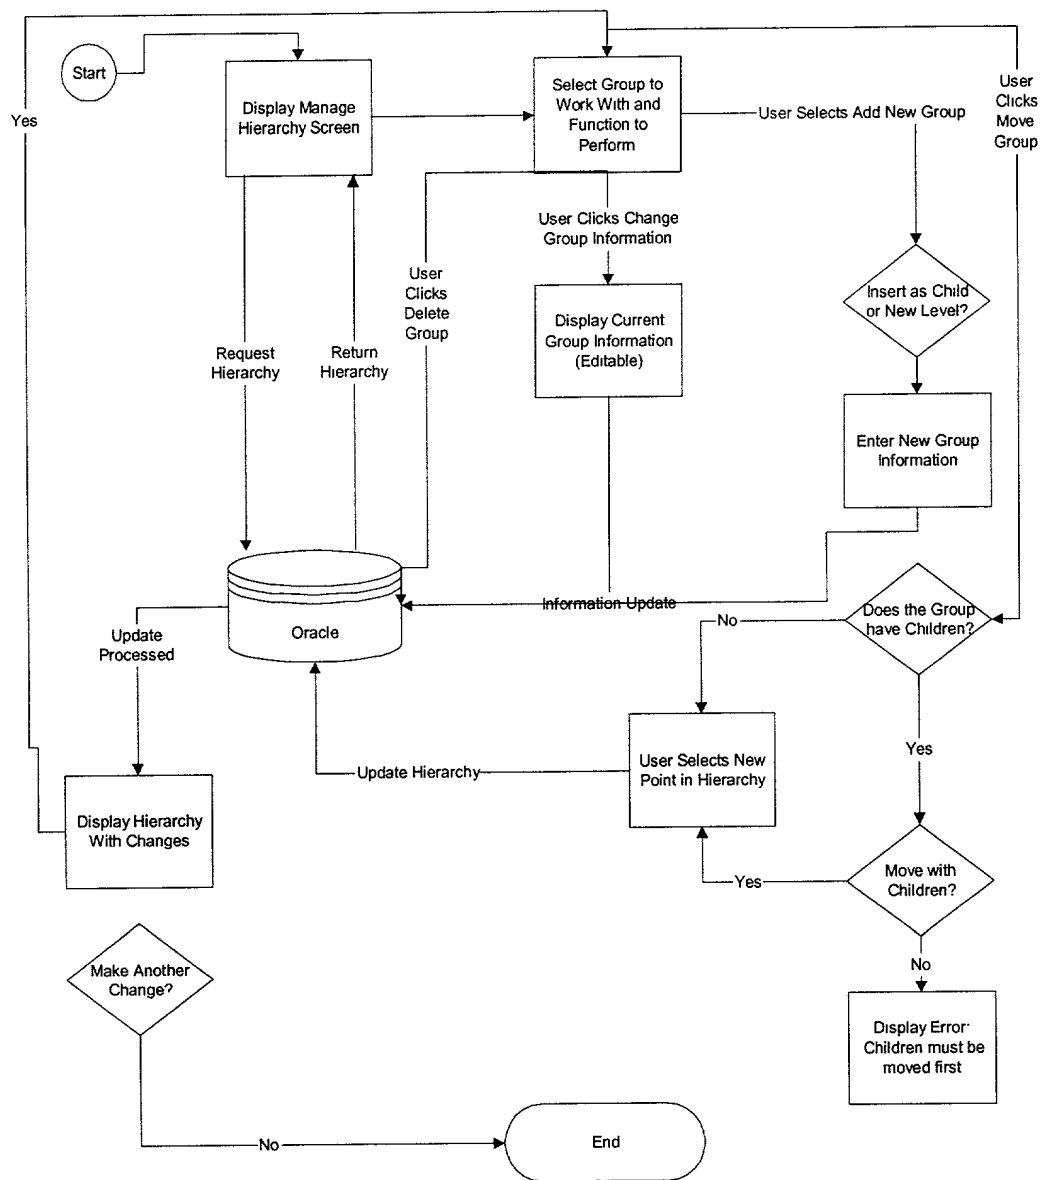 Start
Display Manage
Hierarchy Screen
Select Group to
Work With and
Function to
Perform
User Selects Add New Group
User
Clicks
Move
Group
Yes
User Clicks Change
Group Information
User
Clicks
Delete
Group
Insert as Child
or New Level?
Display Current
Group Information
(Editable)
Request
Hierarchy
Return
Hierarchy
Enter New Group
Information
Oracle
Information Update
Does the Group
have Children?
No
Update
Processed
Yes
User Selects New
Point in Hierarchy
Update Hierarchy
Display Hierarchy
With Changes
Move with
Children?
Yes
No
Make Another
Change?
Display Error:
Children must be
moved first
No
End